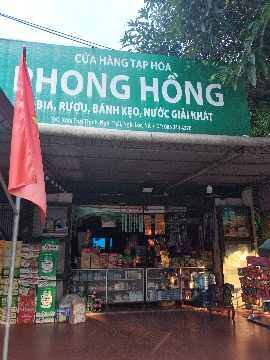 CỬA HÀNG TẠP HÓA
PHONG HỒNG
BIA, RƯỢU, BÁNH KẸO, NƯỚC GIẢI KHÁT